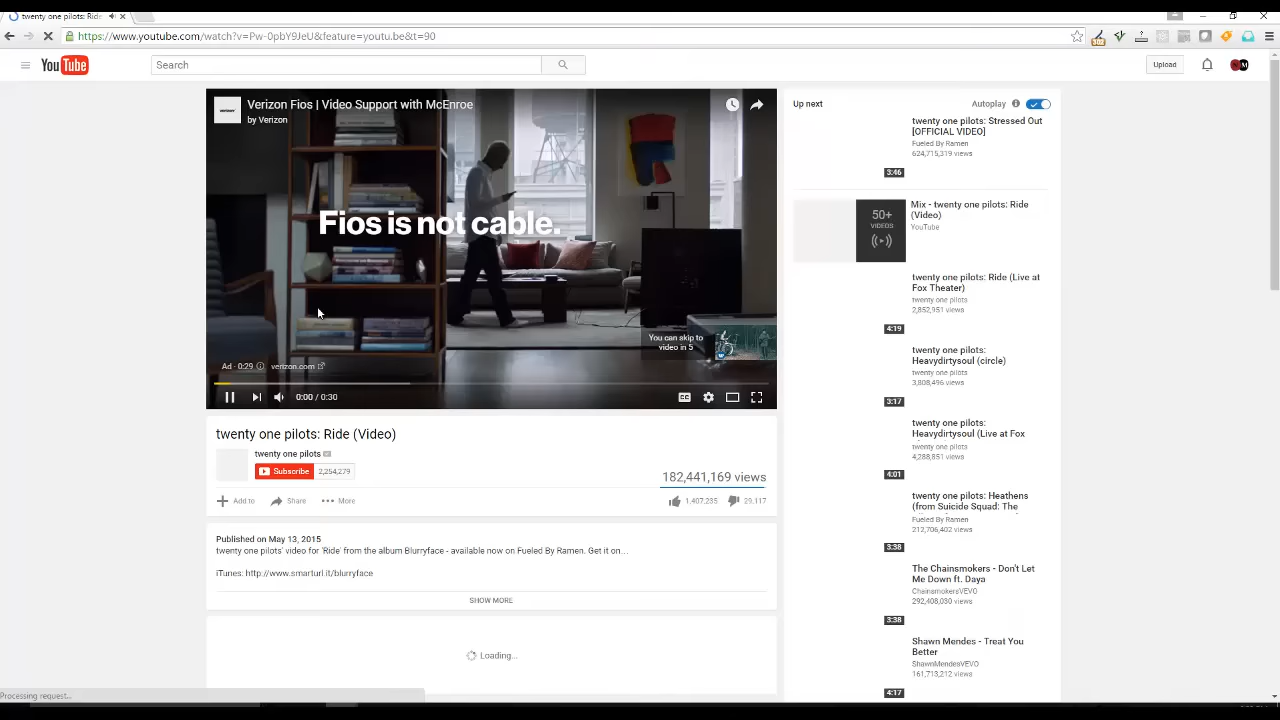 twenty one pilots: Ride
https://www.youtube.com/watch?v=Pw-0pbY9JeU&feature=youtu.be&t=90
YouTube
Search
Upload
Verizon Fios | Video Support with McEnroe
by Verizon
Fios is not cable.
You can skip to
video in 5
Ad · 0:29
verizon.com
0:00 / 0:30
CC
twenty one pilots: Ride (Video)
twenty one pilots
Subscribe
2,254,279
182,441,169 views
Add to
Share
More
1,407,235
29,117
Published on May 13, 2015
twenty one pilots' video for 'Ride' from the album Blurryface - available now on Fueled By Ramen. Get it on…
iTunes: http://www.smarturl.it/blurryface
SHOW MORE
Loading...
Up next
Autoplay
twenty one pilots: Stressed Out
[OFFICIAL VIDEO]
Fueled By Ramen
624,715,319 views
3:46
50+
VIDEOS
Mix - twenty one pilots: Ride
(Video)
YouTube
twenty one pilots: Ride (Live at
Fox Theater)
twenty one pilots
2,852,951 views
4:19
twenty one pilots:
Heavydirtysoul (circle)
twenty one pilots
3,808,496 views
3:17
twenty one pilots:
Heavydirtysoul (Live at Fox
twenty one pilots
4,288,851 views
4:01
twenty one pilots: Heathens
(from Suicide Squad: The
Fueled By Ramen
212,706,402 views
3:38
The Chainsmokers - Don't Let
Me Down ft. Daya
ChainsmokersVEVO
292,408,030 views
3:38
Shawn Mendes - Treat You
Better
ShawnMendesVEVO
161,713,212 views
4:17
Processing request...